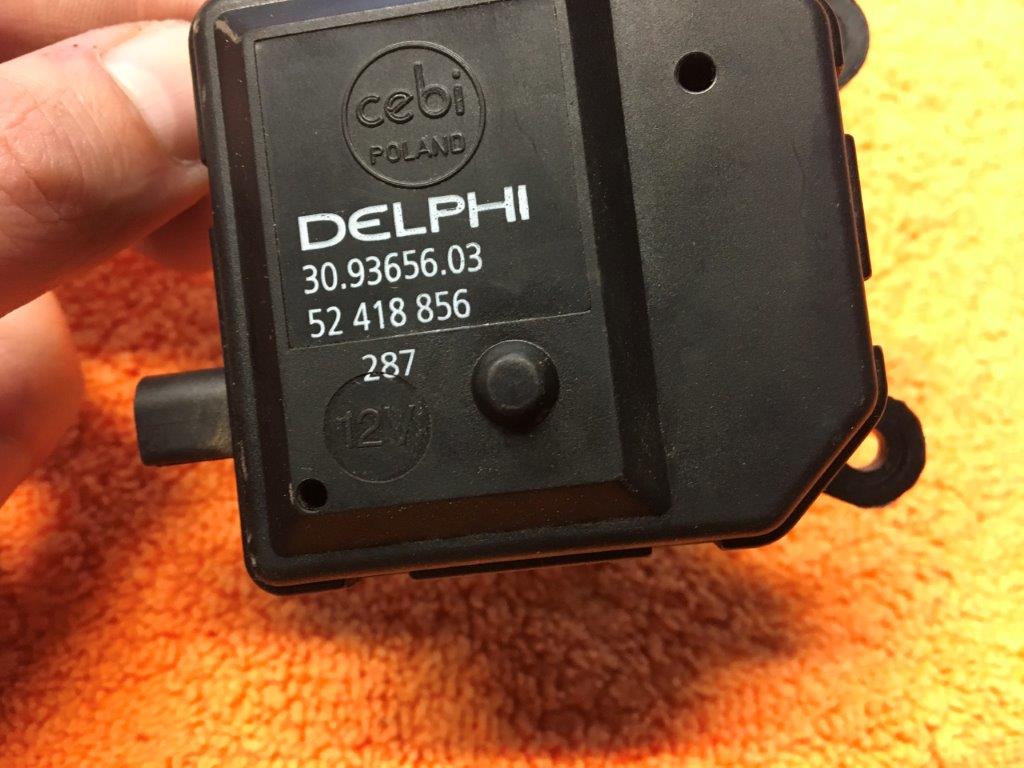 cebi
POLAND
DELPHI
30.93656.03
52 418 856
287
12V